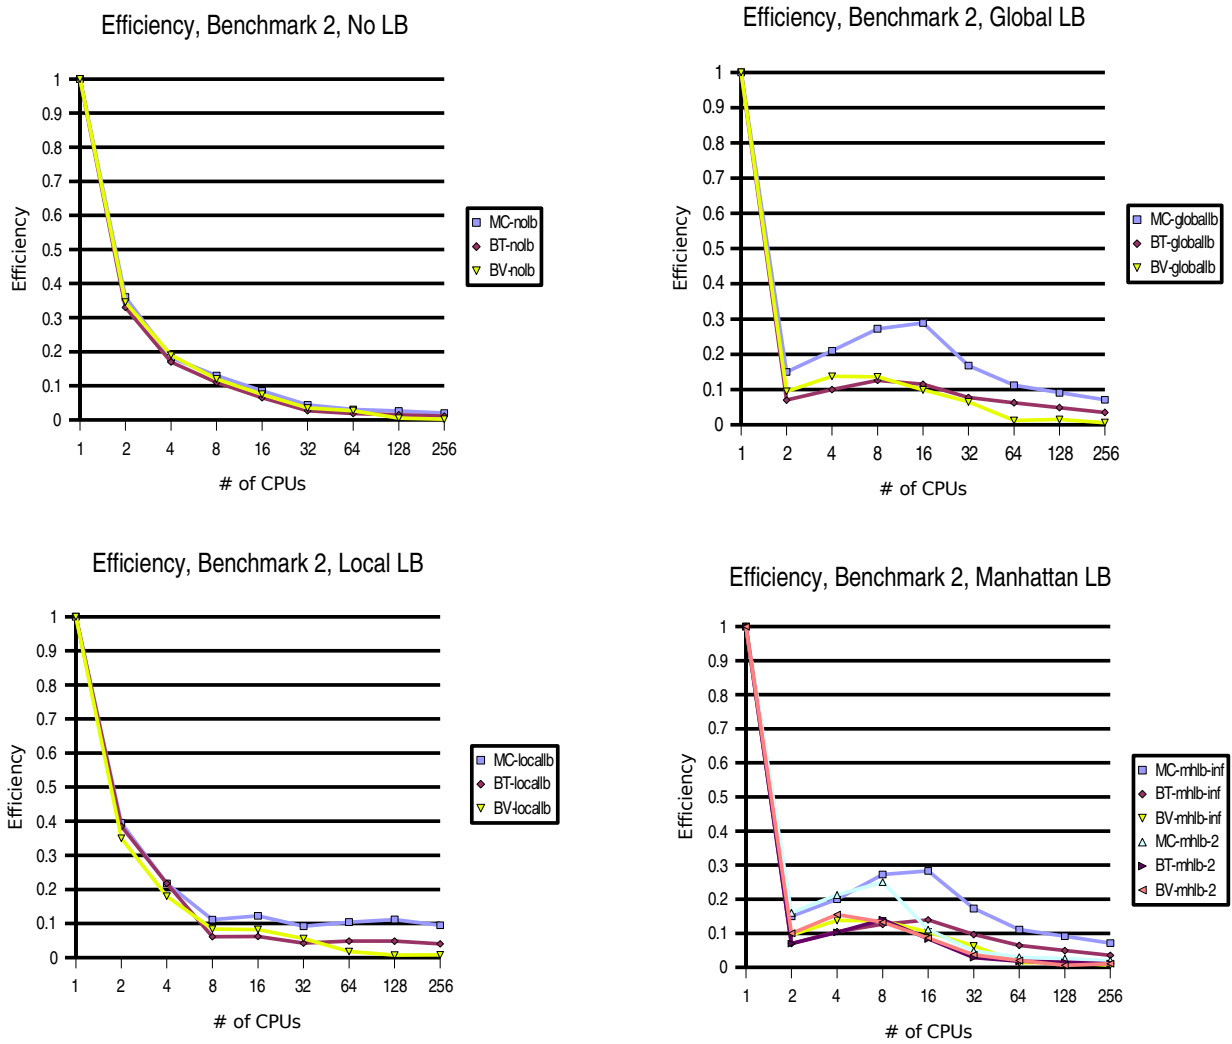 Efficiency, Benchmark 2, No LB
Efficiency
1
0.9
0.8
0.7
0.6
0.5
0.4
0.3
0.2
0.1
0
1 2 4 8 16 32 64 128 256
# of CPUs
MC-nolb
BT-nolb
BV-nolb
Efficiency, Benchmark 2, Global LB
Efficiency
1
0.9
0.8
0.7
0.6
0.5
0.4
0.3
0.2
0.1
0
1 2 4 8 16 32 64 128 256
# of CPUs
MC-globallb
BT-globallb
BV-globallb
Efficiency, Benchmark 2, Local LB
Efficiency
1
0.9
0.8
0.7
0.6
0.5
0.4
0.3
0.2
0.1
0
1 2 4 8 16 32 64 128 256
# of CPUs
MC-locallb
BT-locallb
BV-locallb
Efficiency, Benchmark 2, Manhattan LB
Efficiency
1
0.9
0.8
0.7
0.6
0.5
0.4
0.3
0.2
0.1
0
1 2 4 8 16 32 64 128 256
# of CPUs
MC-mhlb-inf
BT-mhlb-inf
BV-mhlb-inf
MC-mhlb-2
BT-mhlb-2
BV-mhlb-2